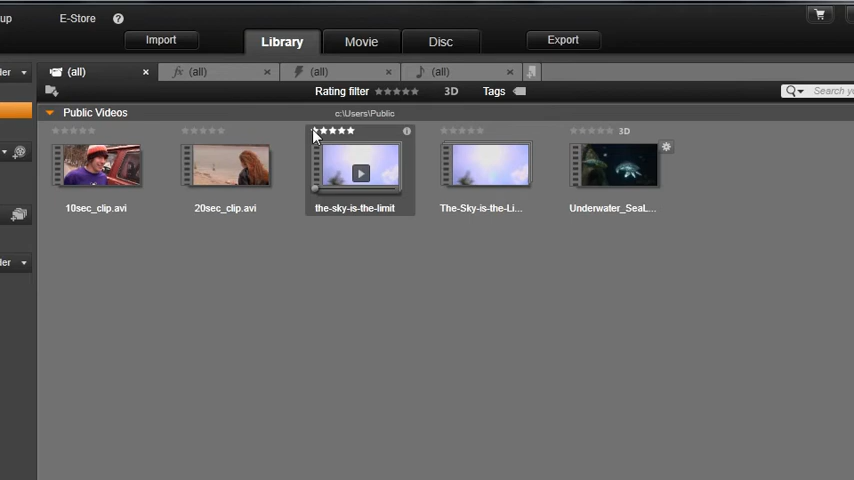 up E-Store ?
Import Library Movie Disc Export
der (all) x fx (all) x (all) x (all) x
Rating filter 3D Tags Search yo
Public Videos c:\Users\Public
3D
10sec_clip.avi 20sec_clip.avi the-sky-is-the-limit The-Sky-is-the-Li... Underwater_SeaL...
der